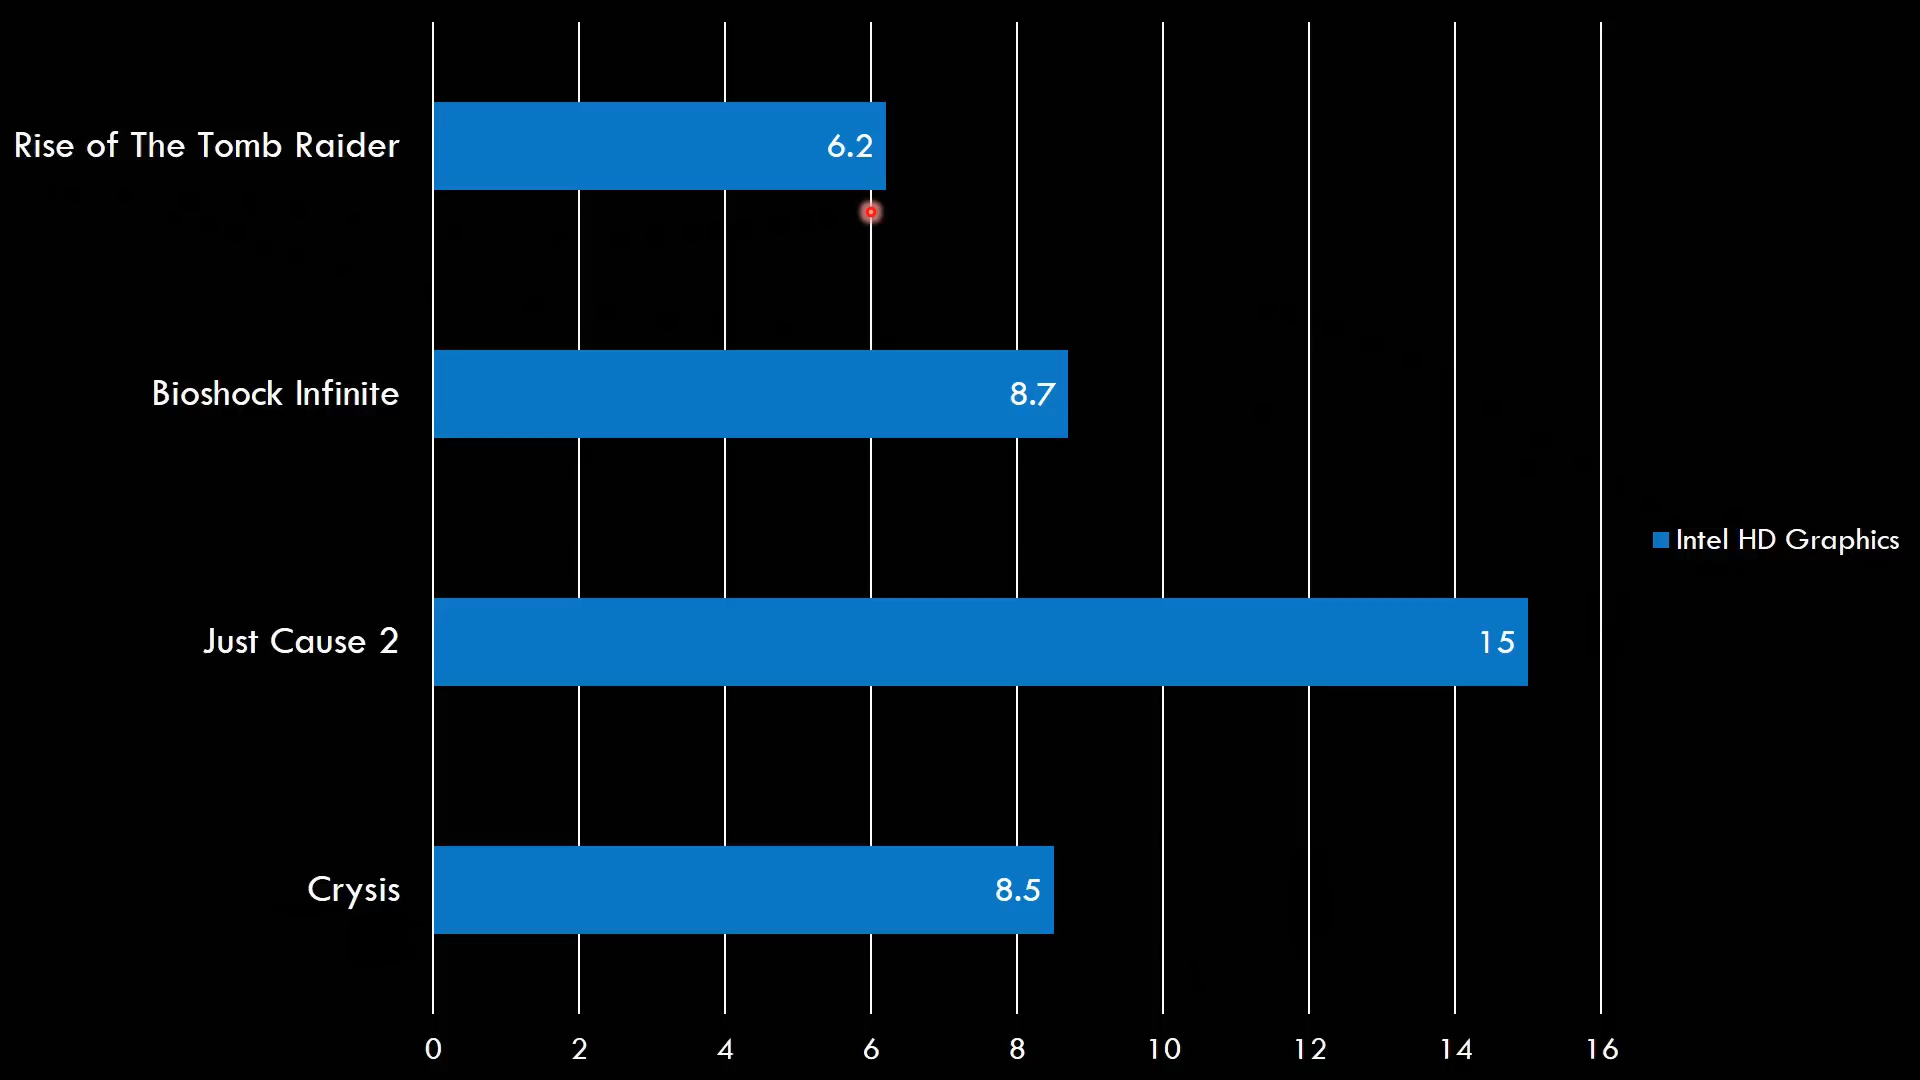 Rise of The Tomb Raider
6.2
Bioshock Infinite
8.7
Just Cause 2
15
Crysis
8.5
Intel HD Graphics
0 2 4 6 8 10 12 14 16